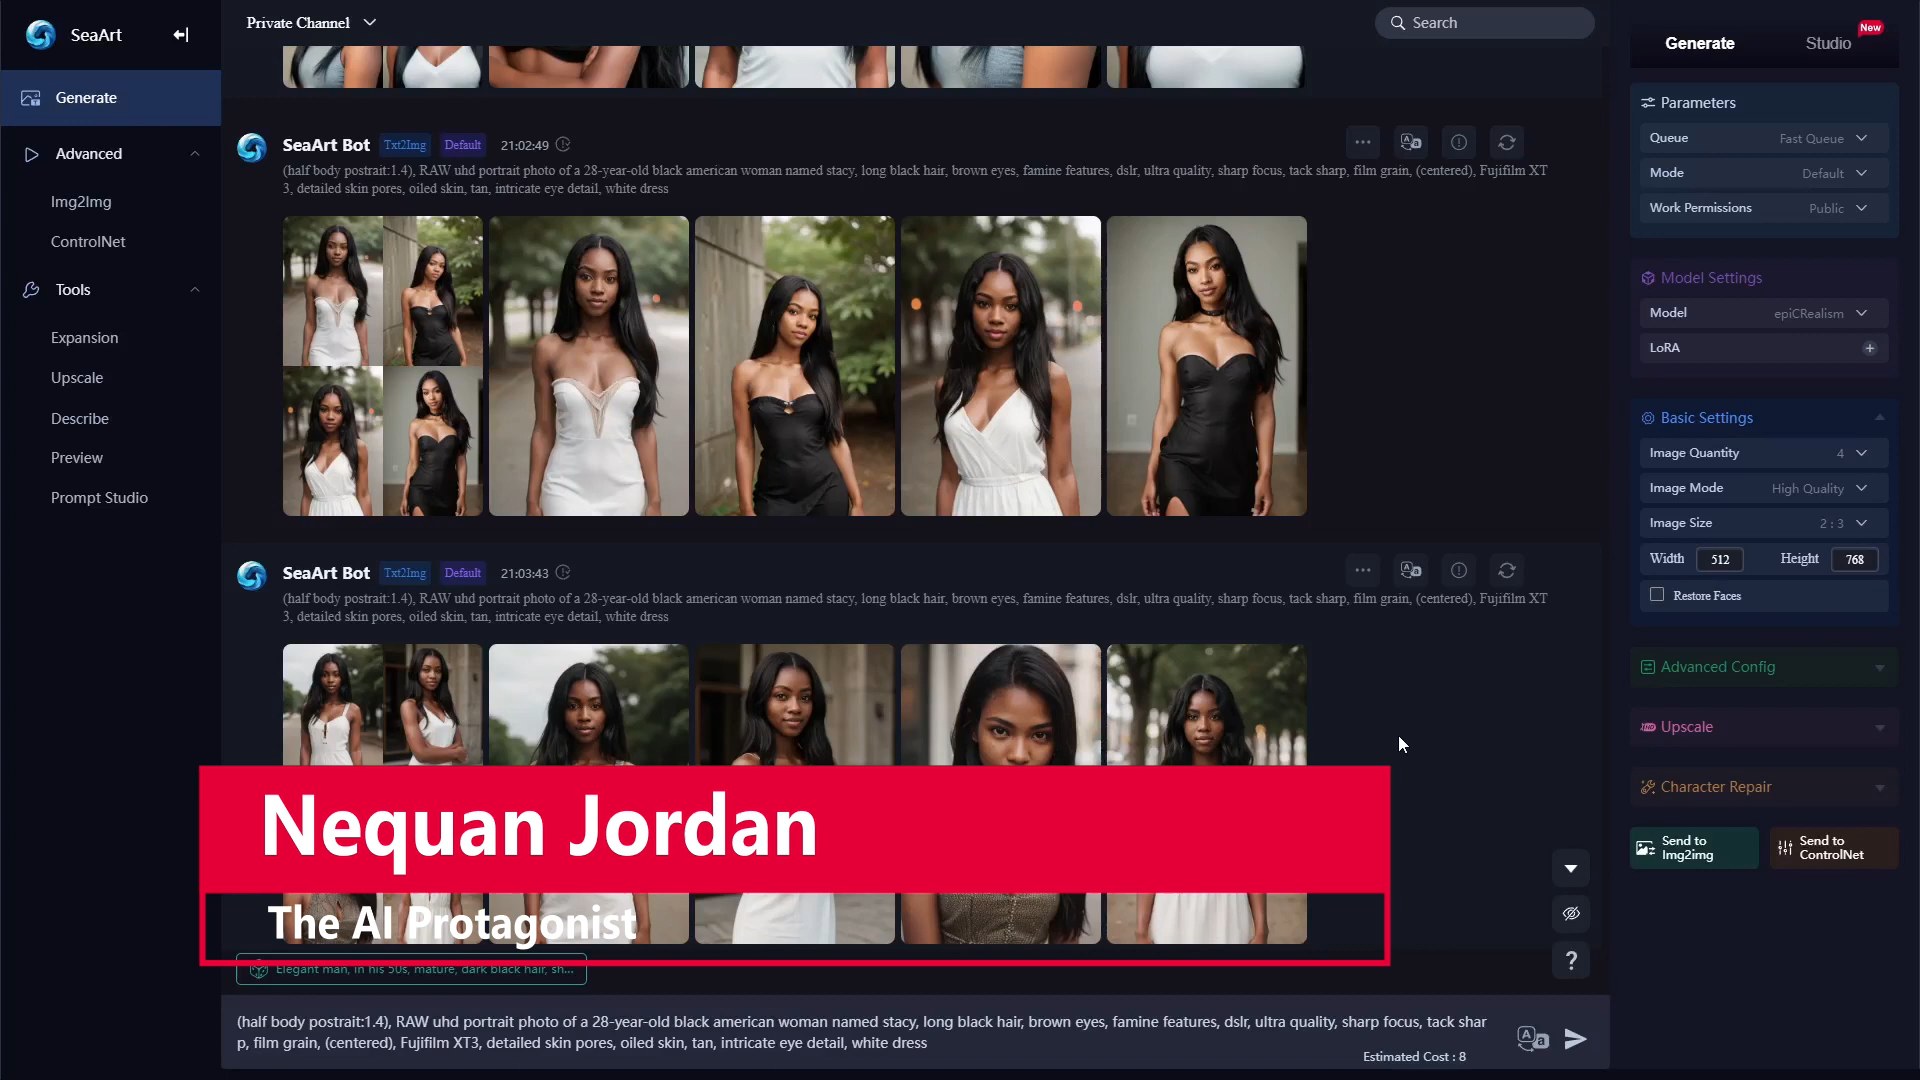 SeaArt
Generate
Advanced
Img2Img
ControlNet
Tools
Expansion
Upscale
Describe
Preview
Prompt Studio
Private Channel
Search
SeaArt Bot Txt2Img Default 21:02:49
(half body postrait:1.4), RAW uhd portrait photo of a 28-year-old black american woman named stacy, long black hair, brown eyes, famine features, dslr, ultra quality, sharp focus, tack sharp, film grain, (centered), Fujifilm XT
3, detailed skin pores, oiled skin, tan, intricate eye detail, white dress
SeaArt Bot Txt2Img Default 21:03:43
(half body postrait:1.4), RAW uhd portrait photo of a 28-year-old black american woman named stacy, long black hair, brown eyes, famine features, dslr, ultra quality, sharp focus, tack sharp, film grain, (centered), Fujifilm XT
3, detailed skin pores, oiled skin, tan, intricate eye detail, white dress
Nequan Jordan
The AI Protagonist
Elegant man, in his 50s, mature, dark black hair, sh...
(half body postrait:1.4), RAW uhd portrait photo of a 28-year-old black american woman named stacy, long black hair, brown eyes, famine features, dslr, ultra quality, sharp focus, tack shar
p, film grain, (centered), Fujifilm XT3, detailed skin pores, oiled skin, tan, intricate eye detail, white dress
Estimated Cost : 8
?
Generate Studio New
Parameters
Queue Fast Queue
Mode Default
Work Permissions Public
Model Settings
Model epiCRealism
LoRA +
Basic Settings
Image Quantity 4
Image Mode High Quality
Image Size 2 : 3
Width 512 Height 768
Restore Faces
Advanced Config
Upscale
Character Repair
Send to
Img2img
Send to
ControlNet